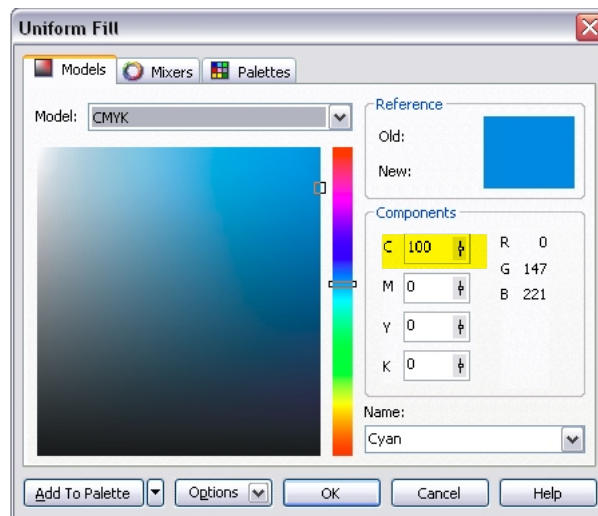 Uniform Fill
Models Mixers Palettes
Model: CMYK
Reference
Old:
New:
Components
C 100 R 0
G 147
M 0 B 221
Y 0
K 0
Name:
Cyan
Add To Palette Options OK Cancel Help